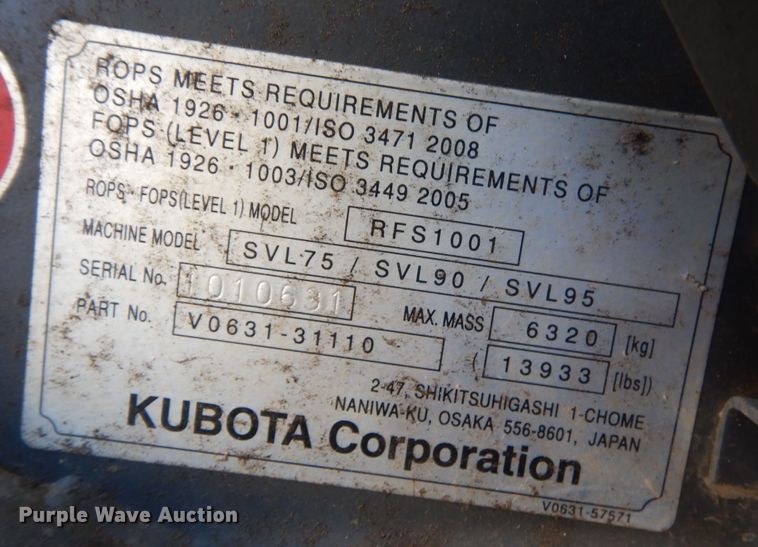 ROPS MEETS REQUIREMENTS OF
OSHA 1926・1001/ISO 3471 2008
FOPS (LEVEL 1) MEETS REQUIREMENTS OF
OSHA 1926・1003/ISO 3449 2005
ROPS・FOPS(LEVEL 1) MODEL RFS1001
MACHINE MODEL SVL75 / SVL90 / SVL95
SERIAL No. 1010631 MAX. MASS 6320 [kg]
PART No. V0631-31110 (13933 [lbs])
2-47, SHIKITSUHIGASHI 1-CHOME
NANIWA-KU, OSAKA 556-8601, JAPAN
KUBOTA Corporation
V0631-57571
Purple Wave Auction